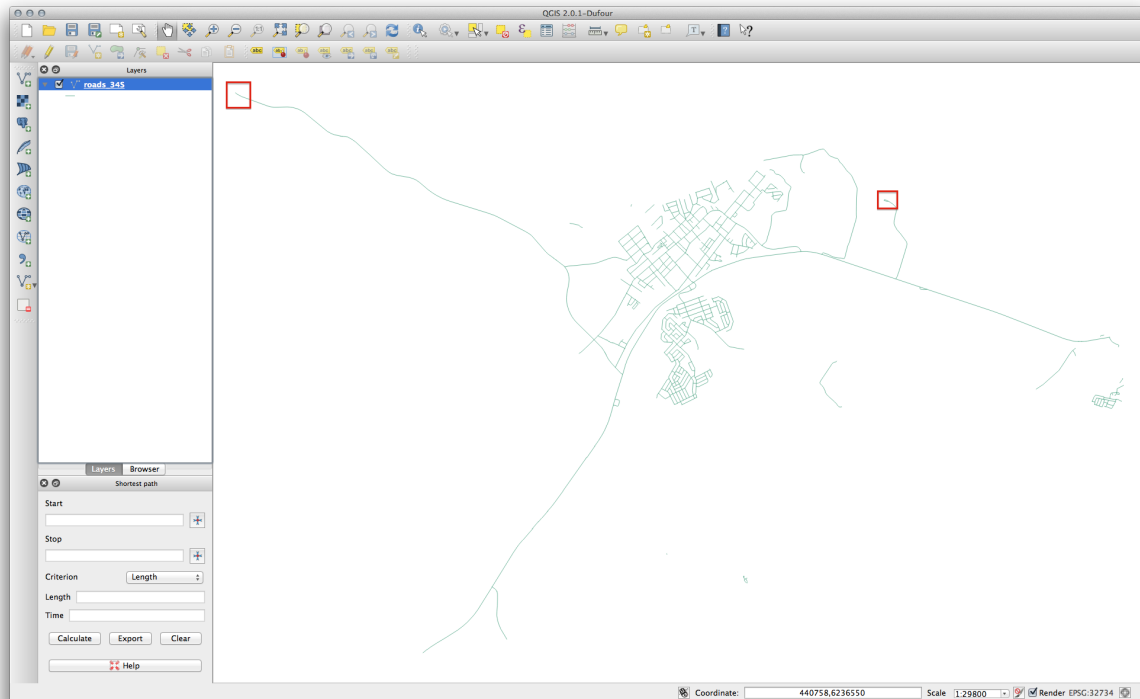 QGIS 2.0.1-Dufour
Layers
roads_345
Layers Browser
Shortest path
Start
Stop
Criterion Length
Length
Time
Calculate Export Clear
Help
Coordinate: 440758,6236550 Scale 1:29800 Render EPSG:32734